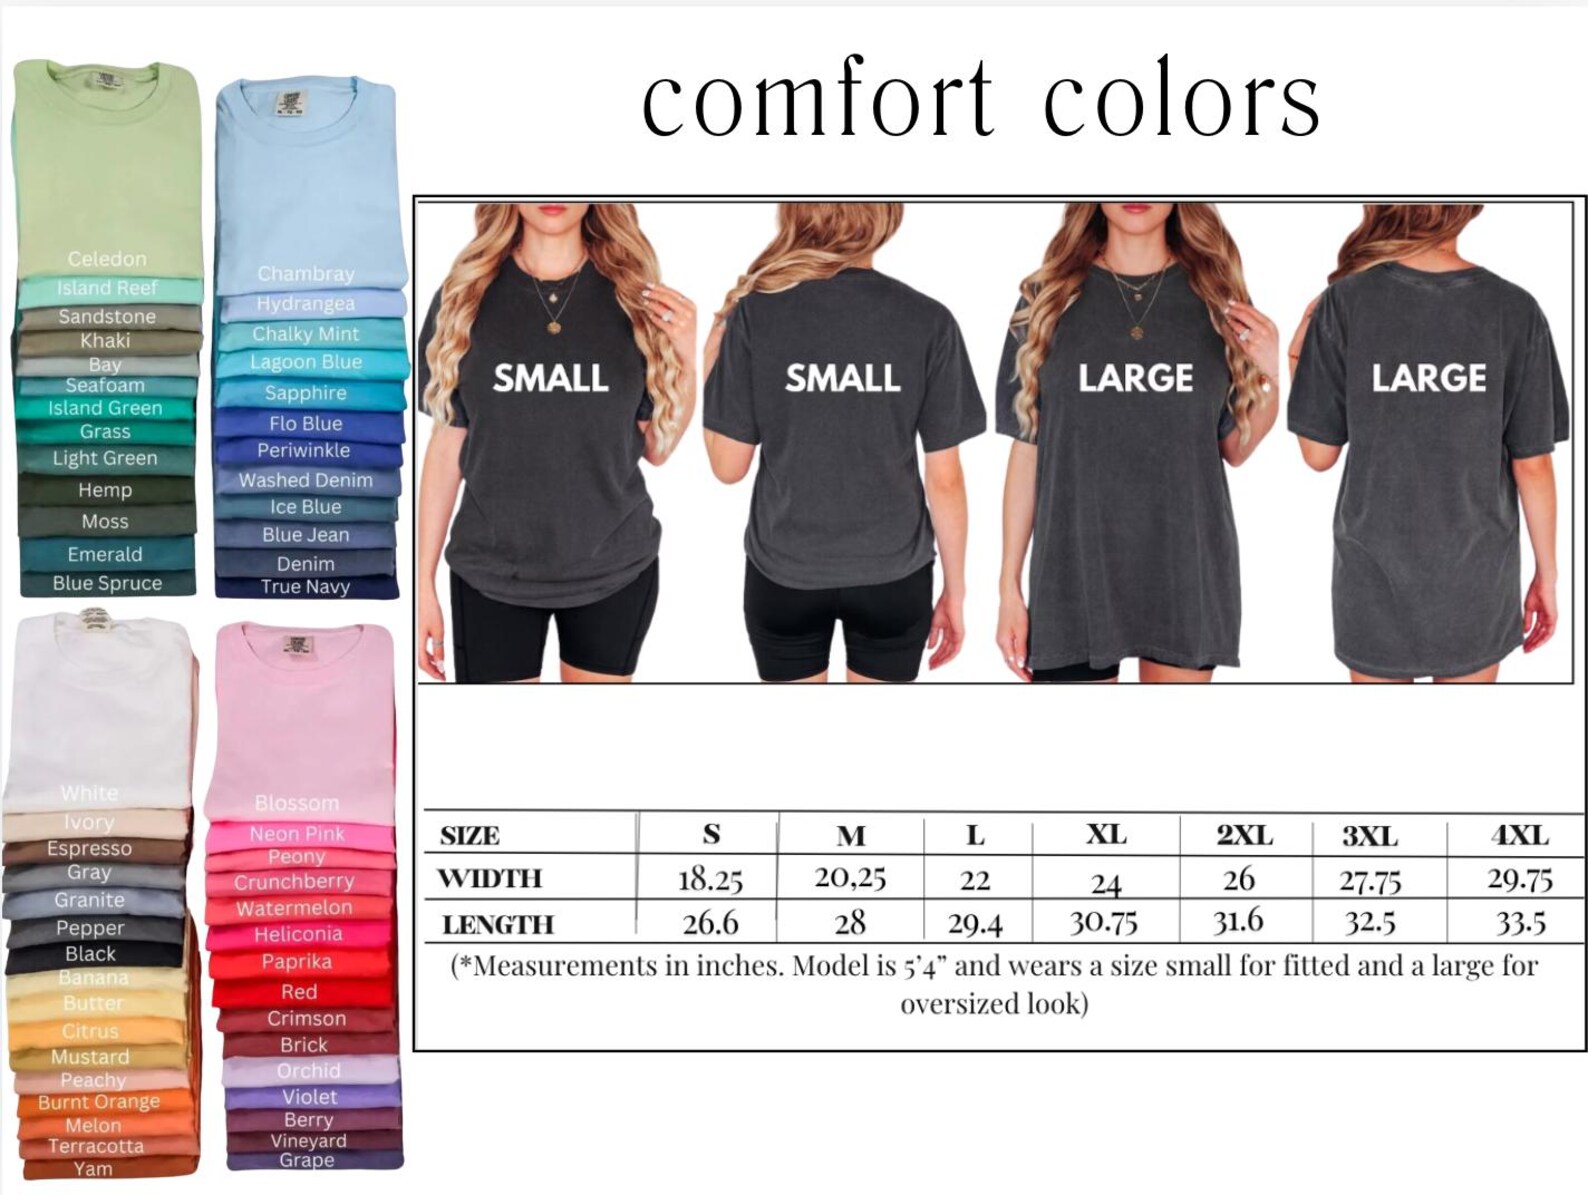 comfort colors
Celedon
Island Reef
Sandstone
Khaki
Bay
Seafoam
Island Green
Grass
Light Green
Hemp
Moss
Emerald
Blue Spruce
Chambray
Hydrangea
Chalky Mint
Lagoon Blue
Sapphire
Flo Blue
Periwinkle
Washed Denim
Ice Blue
Blue Jean
Denim
True Navy
White
Ivory
Espresso
Gray
Granite
Pepper
Black
Banana
Butter
Citrus
Mustard
Peachy
Burnt Orange
Melon
Terracotta
Yam
Blossom
Neon Pink
Peony
Crunchberry
Watermelon
Heliconia
Paprika
Red
Crimson
Brick
Orchid
Violet
Berry
Vineyard
Grape
SMALL SMALL LARGE LARGE
SIZE S M L XL 2XL 3XL 4XL
WIDTH 18.25 20,25 22 24 26 27.75 29.75
LENGTH 26.6 28 29.4 30.75 31.6 32.5 33.5
(*Measurements in inches. Model is 5’4” and wears a size small for fitted and a large for
oversized look)